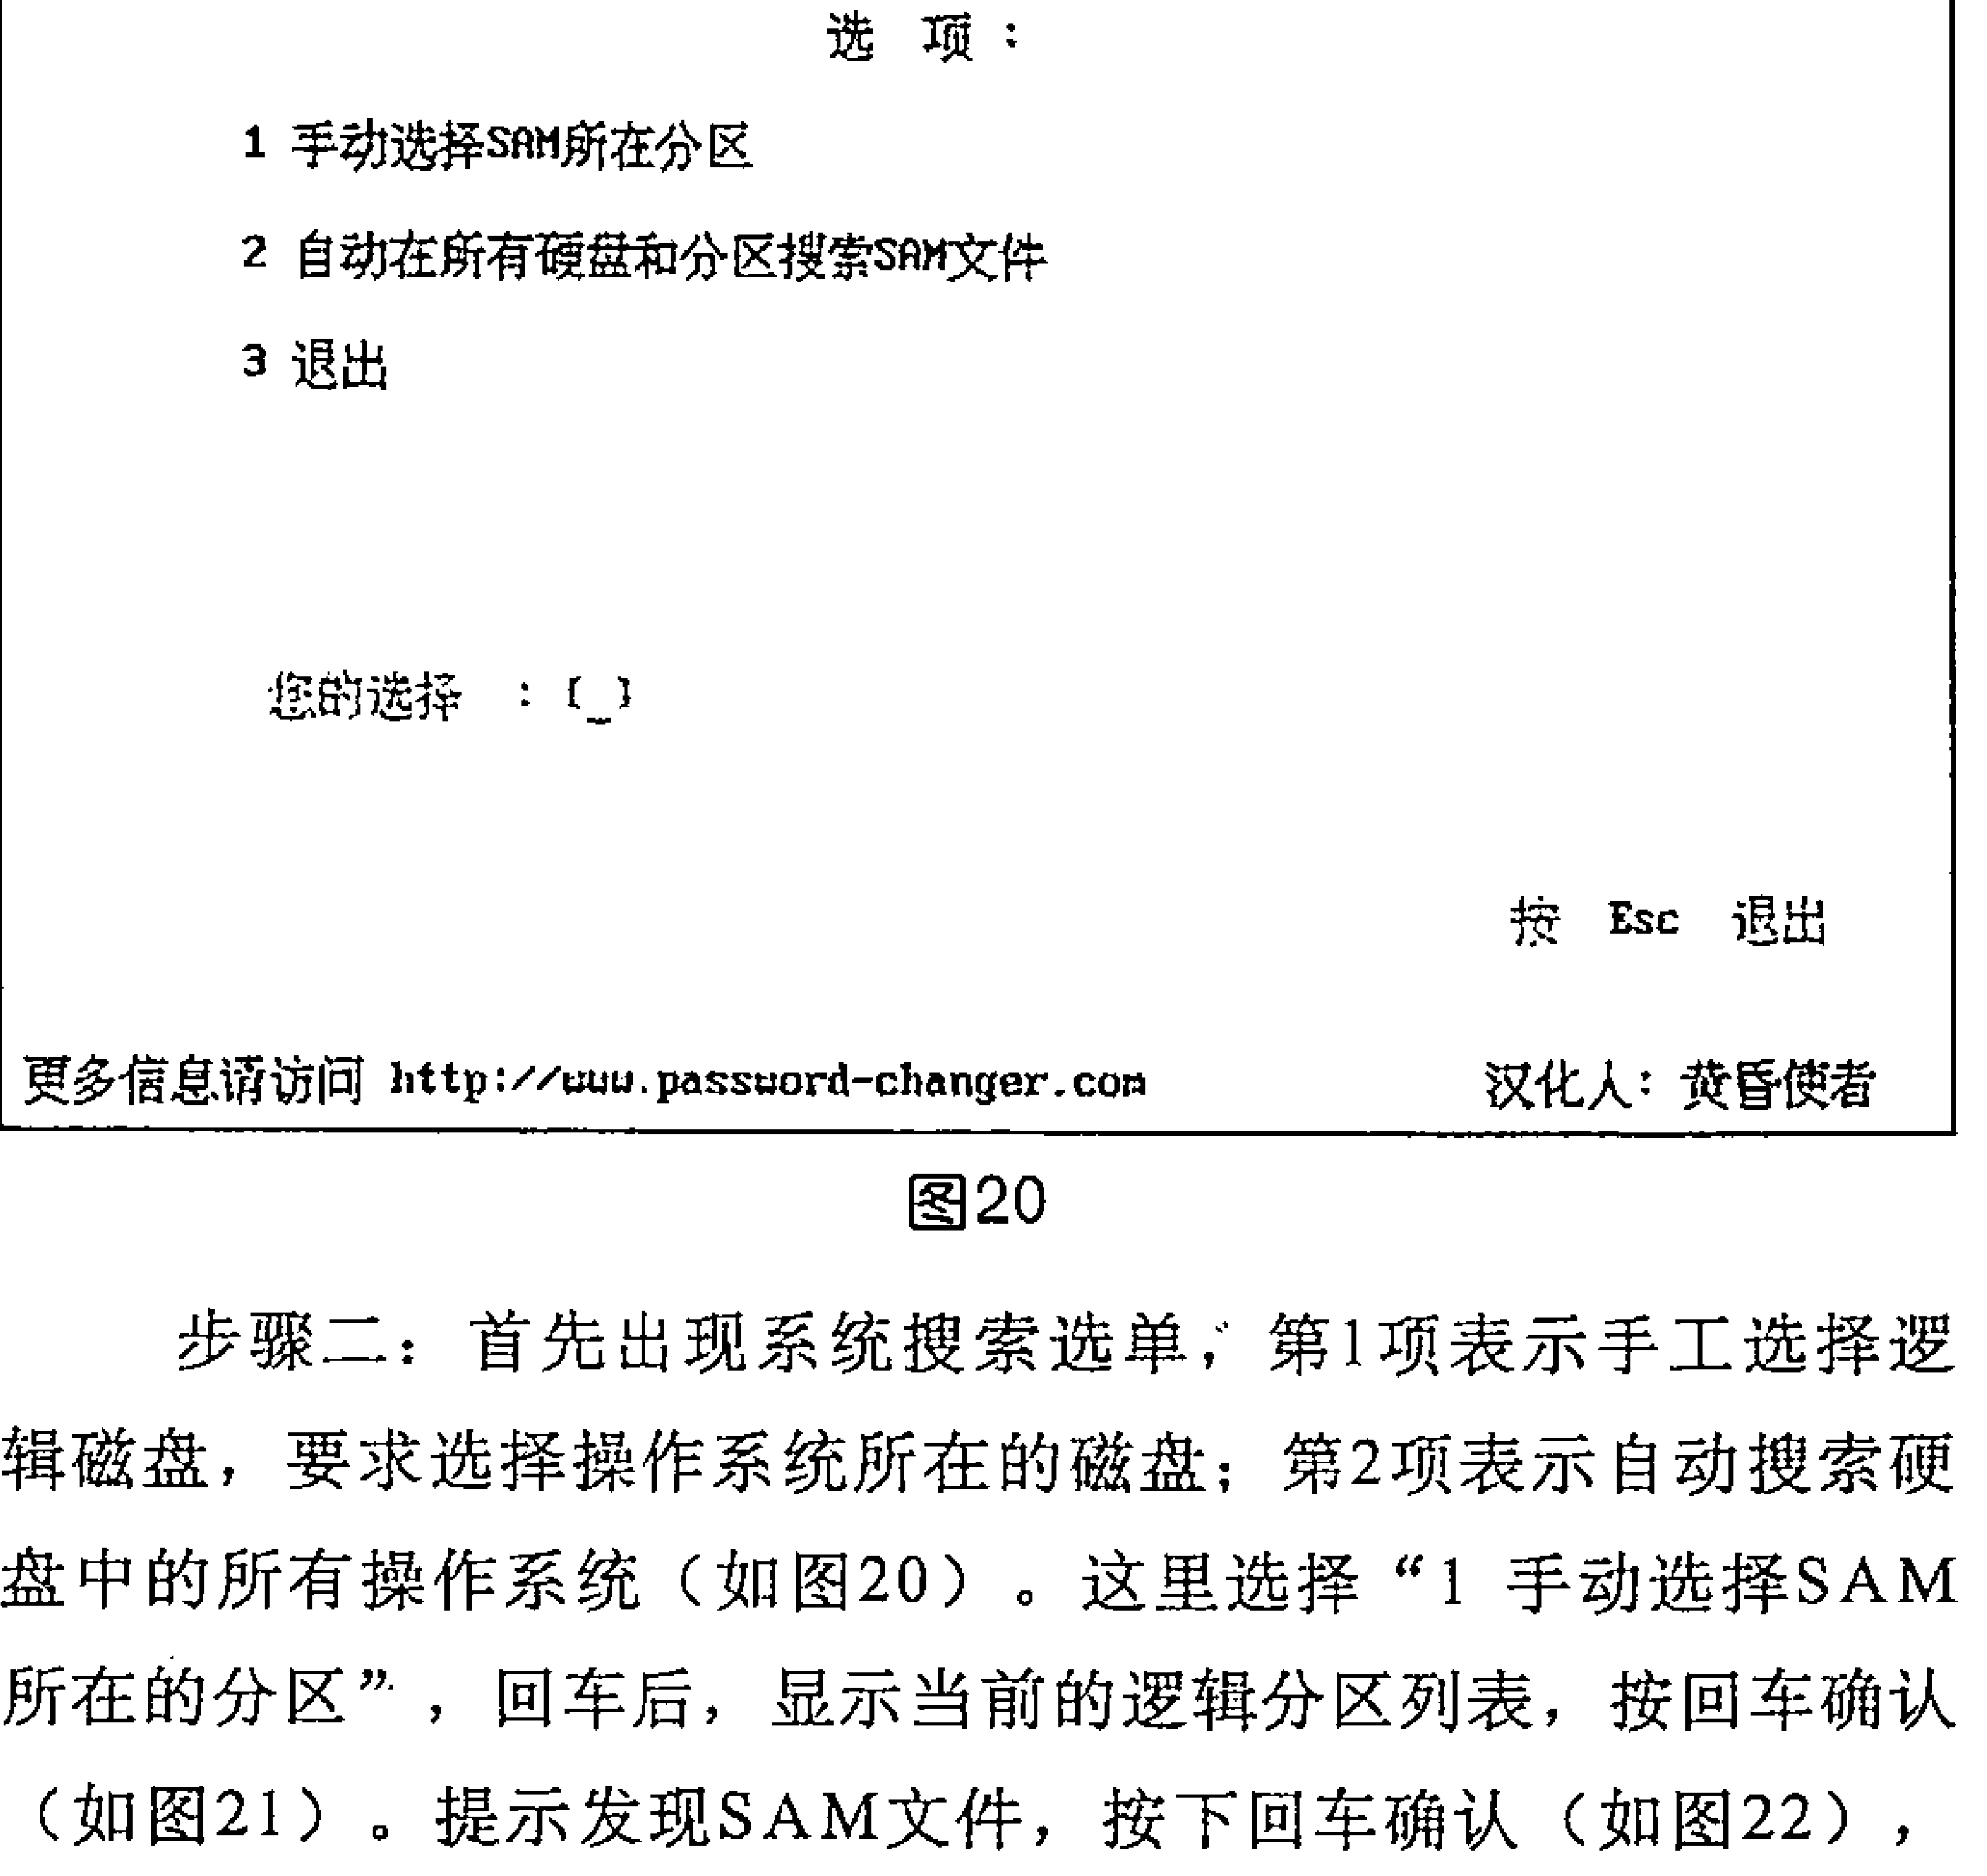 选 项：
1 手动选择SAM所在分区
2 自动在所有硬盘和分区搜索SAM文件
3 退出
您的选择 ：[_]
按 Esc 退出
更多信息请访问 http://www.password-changer.com 汉化人：黄昏使者
图20
步骤二：首先出现系统搜索选单，第1项表示手工选择逻
辑磁盘，要求选择操作系统所在的磁盘；第2项表示自动搜索硬
盘中的所有操作系统（如图20）。这里选择“1 手动选择SAM
所在的分区”，回车后，显示当前的逻辑分区列表，按回车确认
（如图21）。提示发现SAM文件，按下回车确认（如图22），